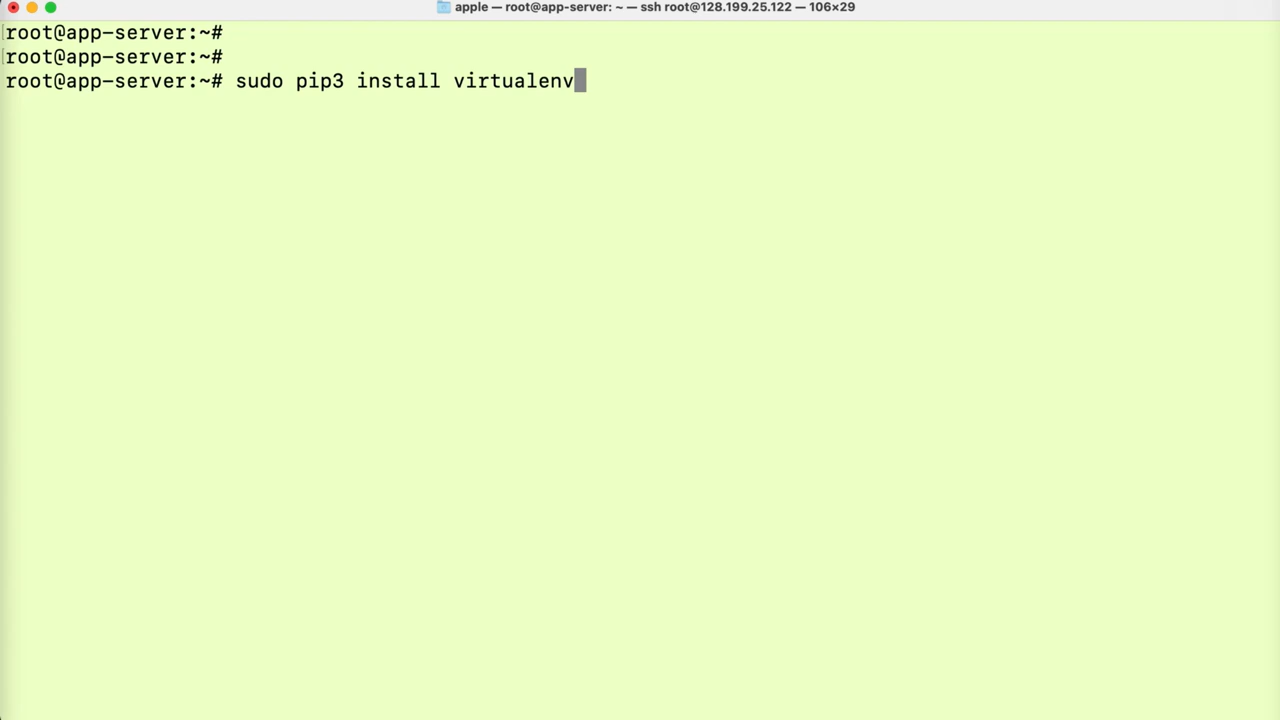 apple — root@app-server: ~ — ssh root@128.199.25.122 — 106×29
root@app-server:~#
root@app-server:~#
root@app-server:~# sudo pip3 install virtualenv